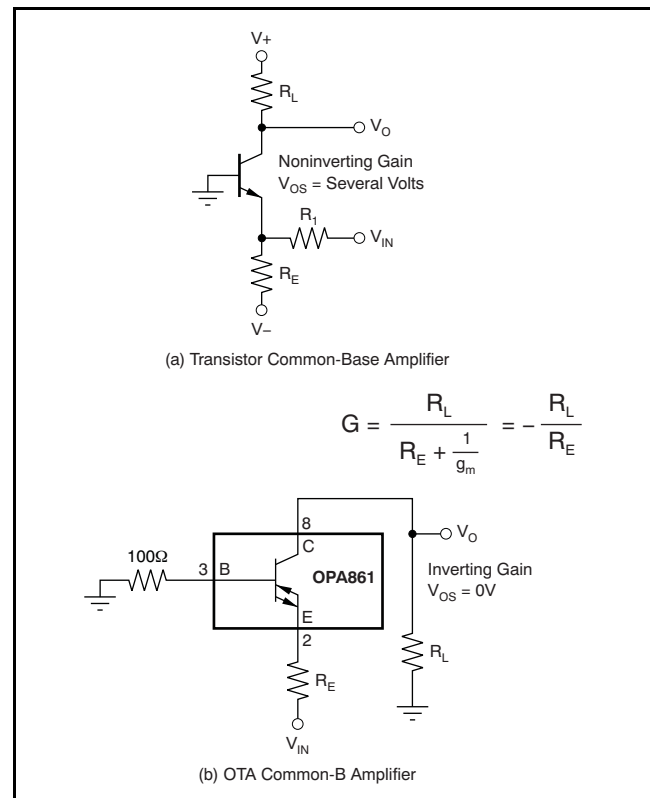 V+
R_L
V_O
Noninverting Gain
V_OS = Several Volts
R_1
V_IN
R_E
V−
(a) Transistor Common-Base Amplifier
G = R_L / (R_E + 1/g_m) = − R_L / R_E
8
V_O
100Ω
3 B
C
OPA861
Inverting Gain
V_OS = 0V
E
2
R_L
R_E
V_IN
(b) OTA Common-B Amplifier